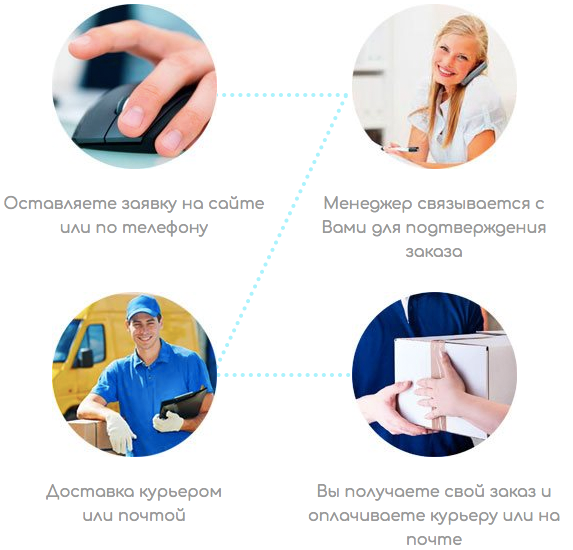 Оставляете заявку на сайте
или по телефону
Менеджер связывается с
Вами для подтверждения
заказа
Доставка курьером
или почтой
Вы получаете свой заказ и
оплачиваете курьеру или на
почте